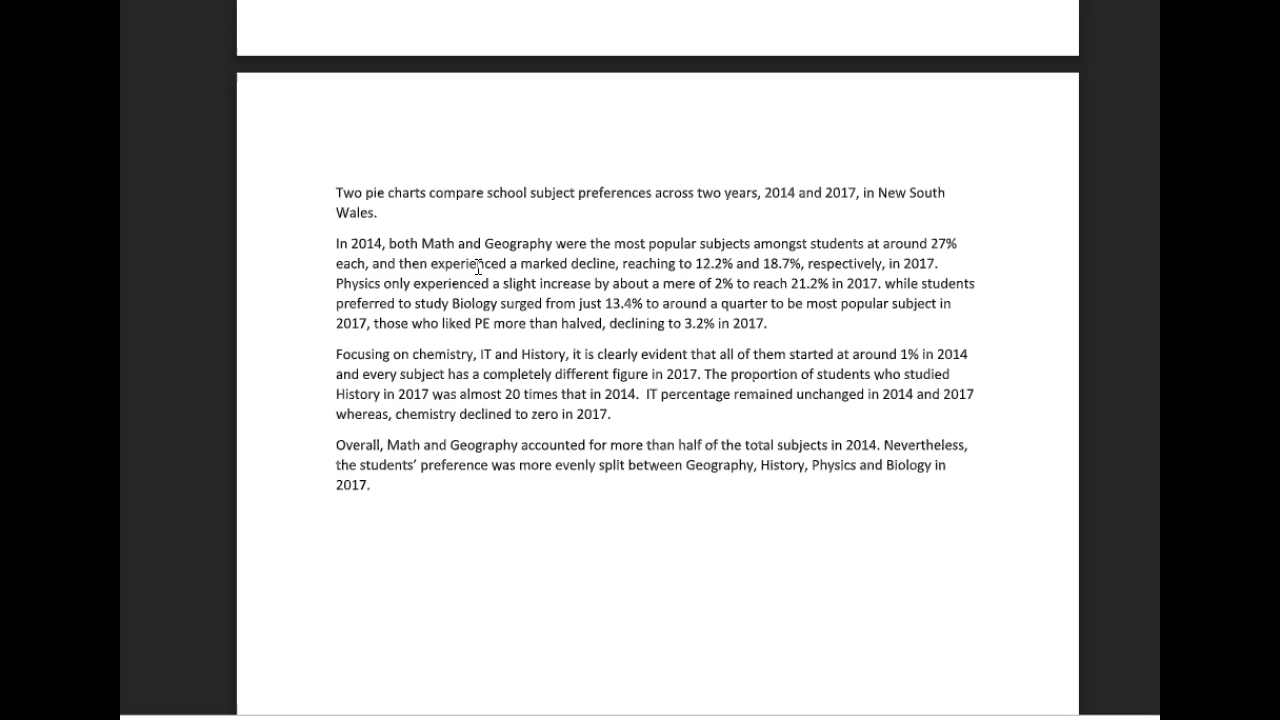 Two pie charts compare school subject preferences across two years, 2014 and 2017, in New South
Wales.
In 2014, both Math and Geography were the most popular subjects amongst students at around 27%
each, and then experienced a marked decline, reaching to 12.2% and 18.7%, respectively, in 2017.
Physics only experienced a slight increase by about a mere of 2% to reach 21.2% in 2017. while students
preferred to study Biology surged from just 13.4% to around a quarter to be most popular subject in
2017, those who liked PE more than halved, declining to 3.2% in 2017.
Focusing on chemistry, IT and History, it is clearly evident that all of them started at around 1% in 2014
and every subject has a completely different figure in 2017. The proportion of students who studied
History in 2017 was almost 20 times that in 2014.  IT percentage remained unchanged in 2014 and 2017
whereas, chemistry declined to zero in 2017.
Overall, Math and Geography accounted for more than half of the total subjects in 2014. Nevertheless,
the students’ preference was more evenly split between Geography, History, Physics and Biology in
2017.